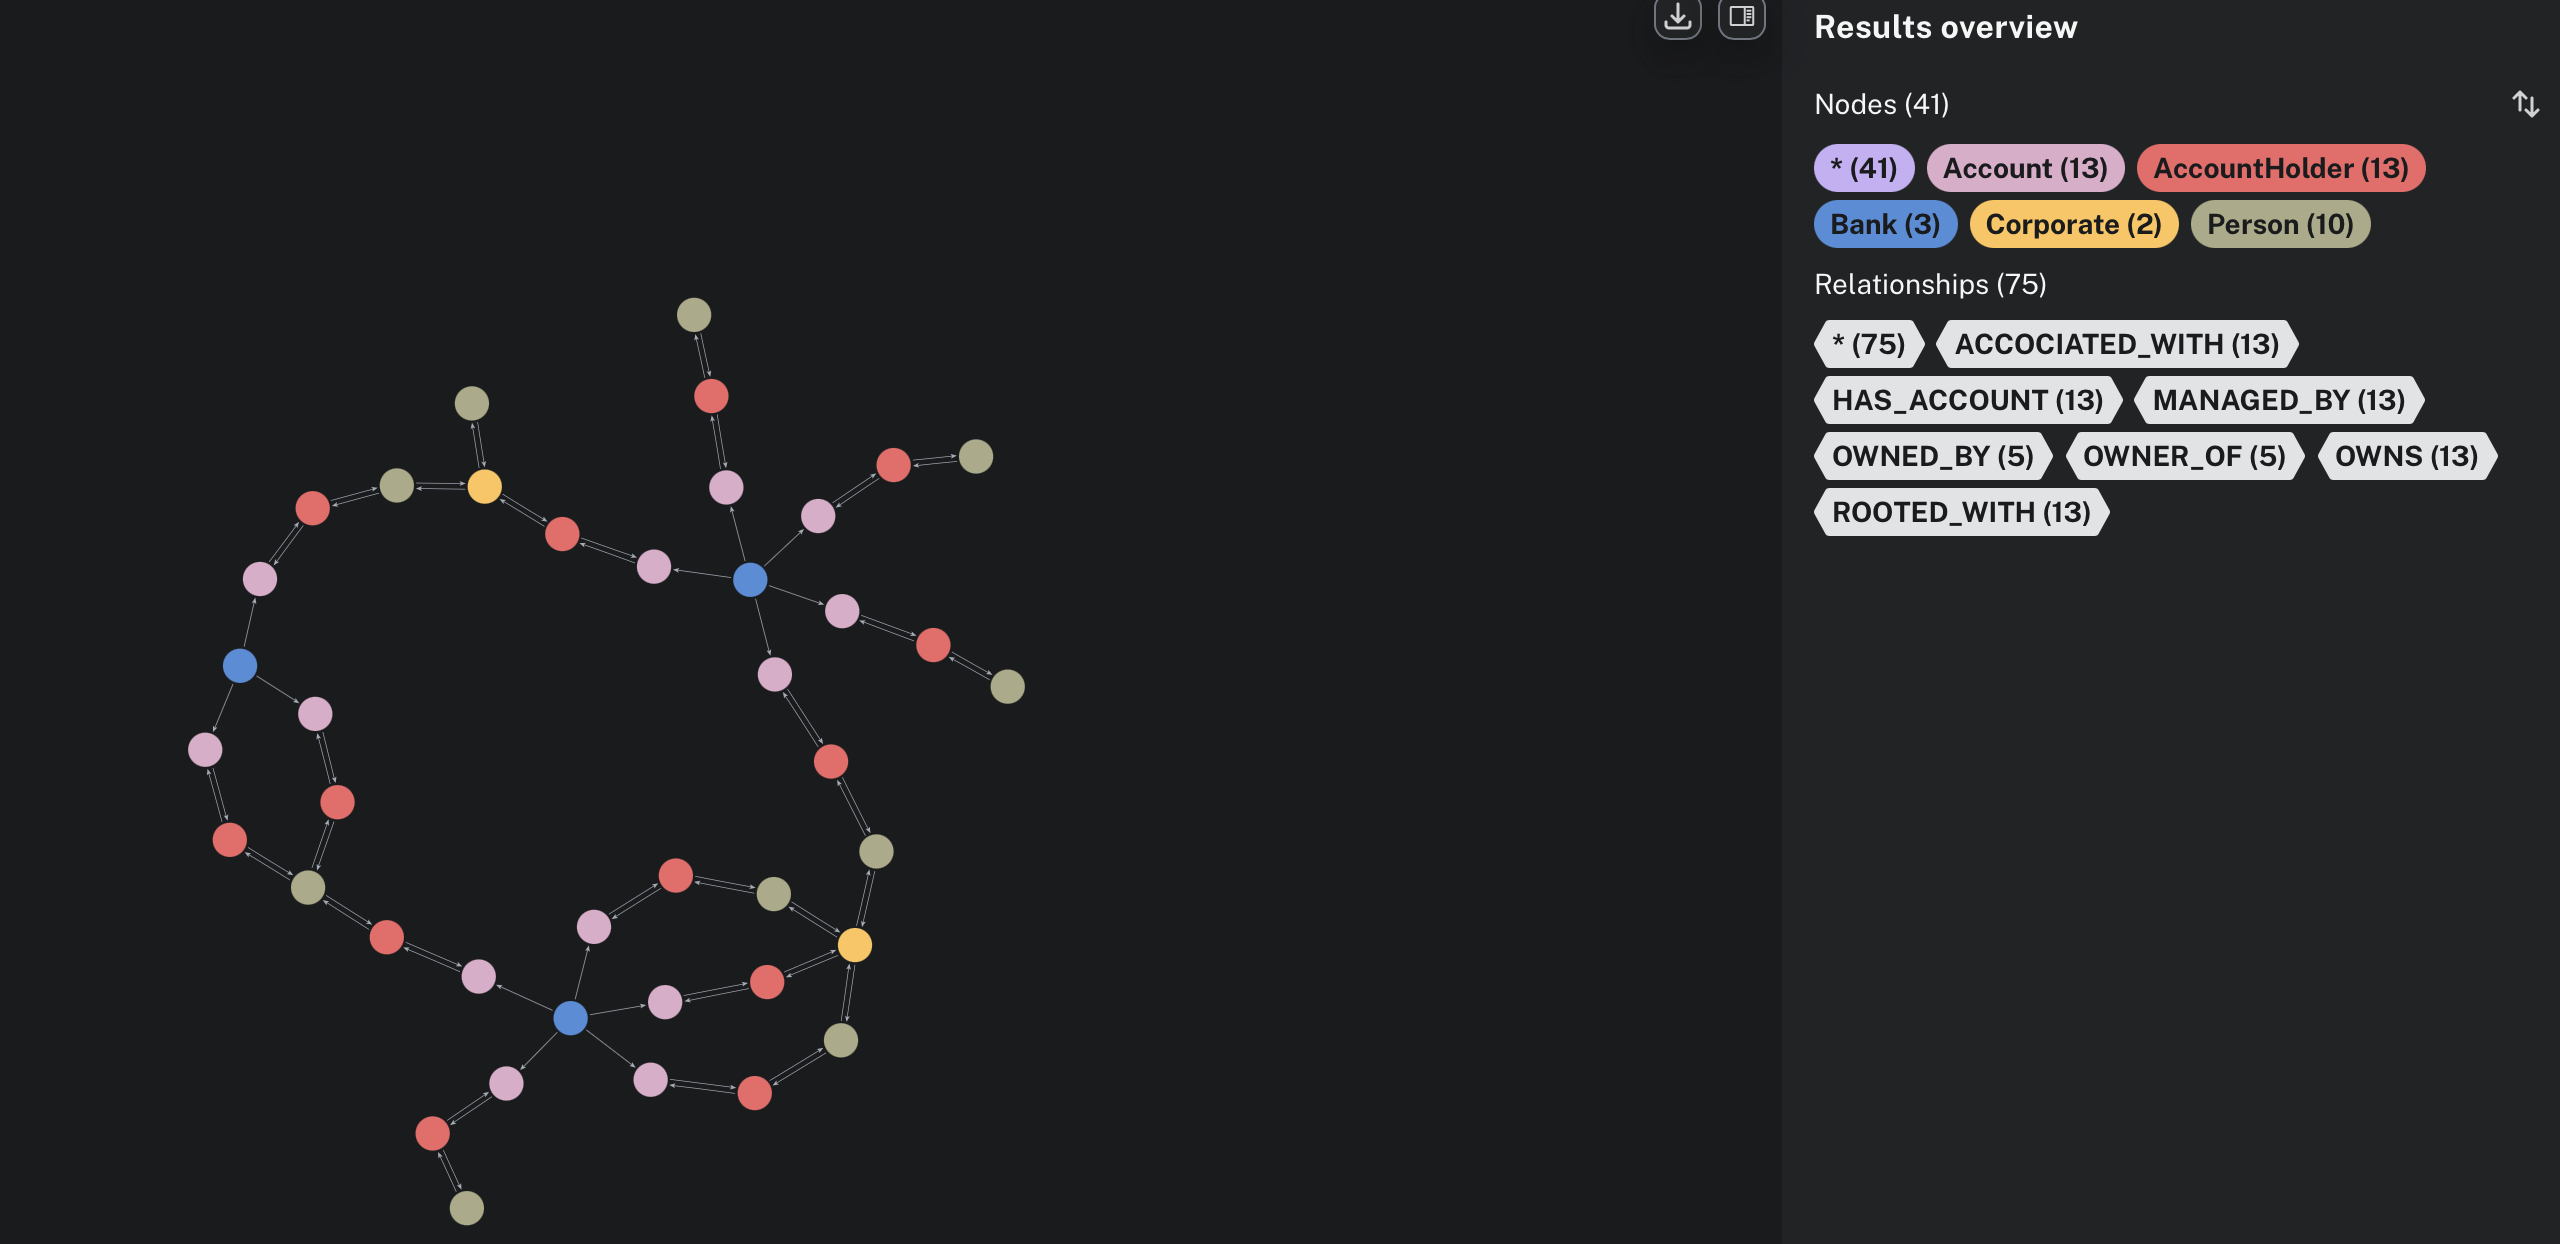 Results overview
Nodes (41)
* (41) Account (13) AccountHolder (13)
Bank (3) Corporate (2) Person (10)
Relationships (75)
* (75) ACCOCIATED_WITH (13)
HAS_ACCOUNT (13) MANAGED_BY (13)
OWNED_BY (5) OWNER_OF (5) OWNS (13)
ROOTED_WITH (13)